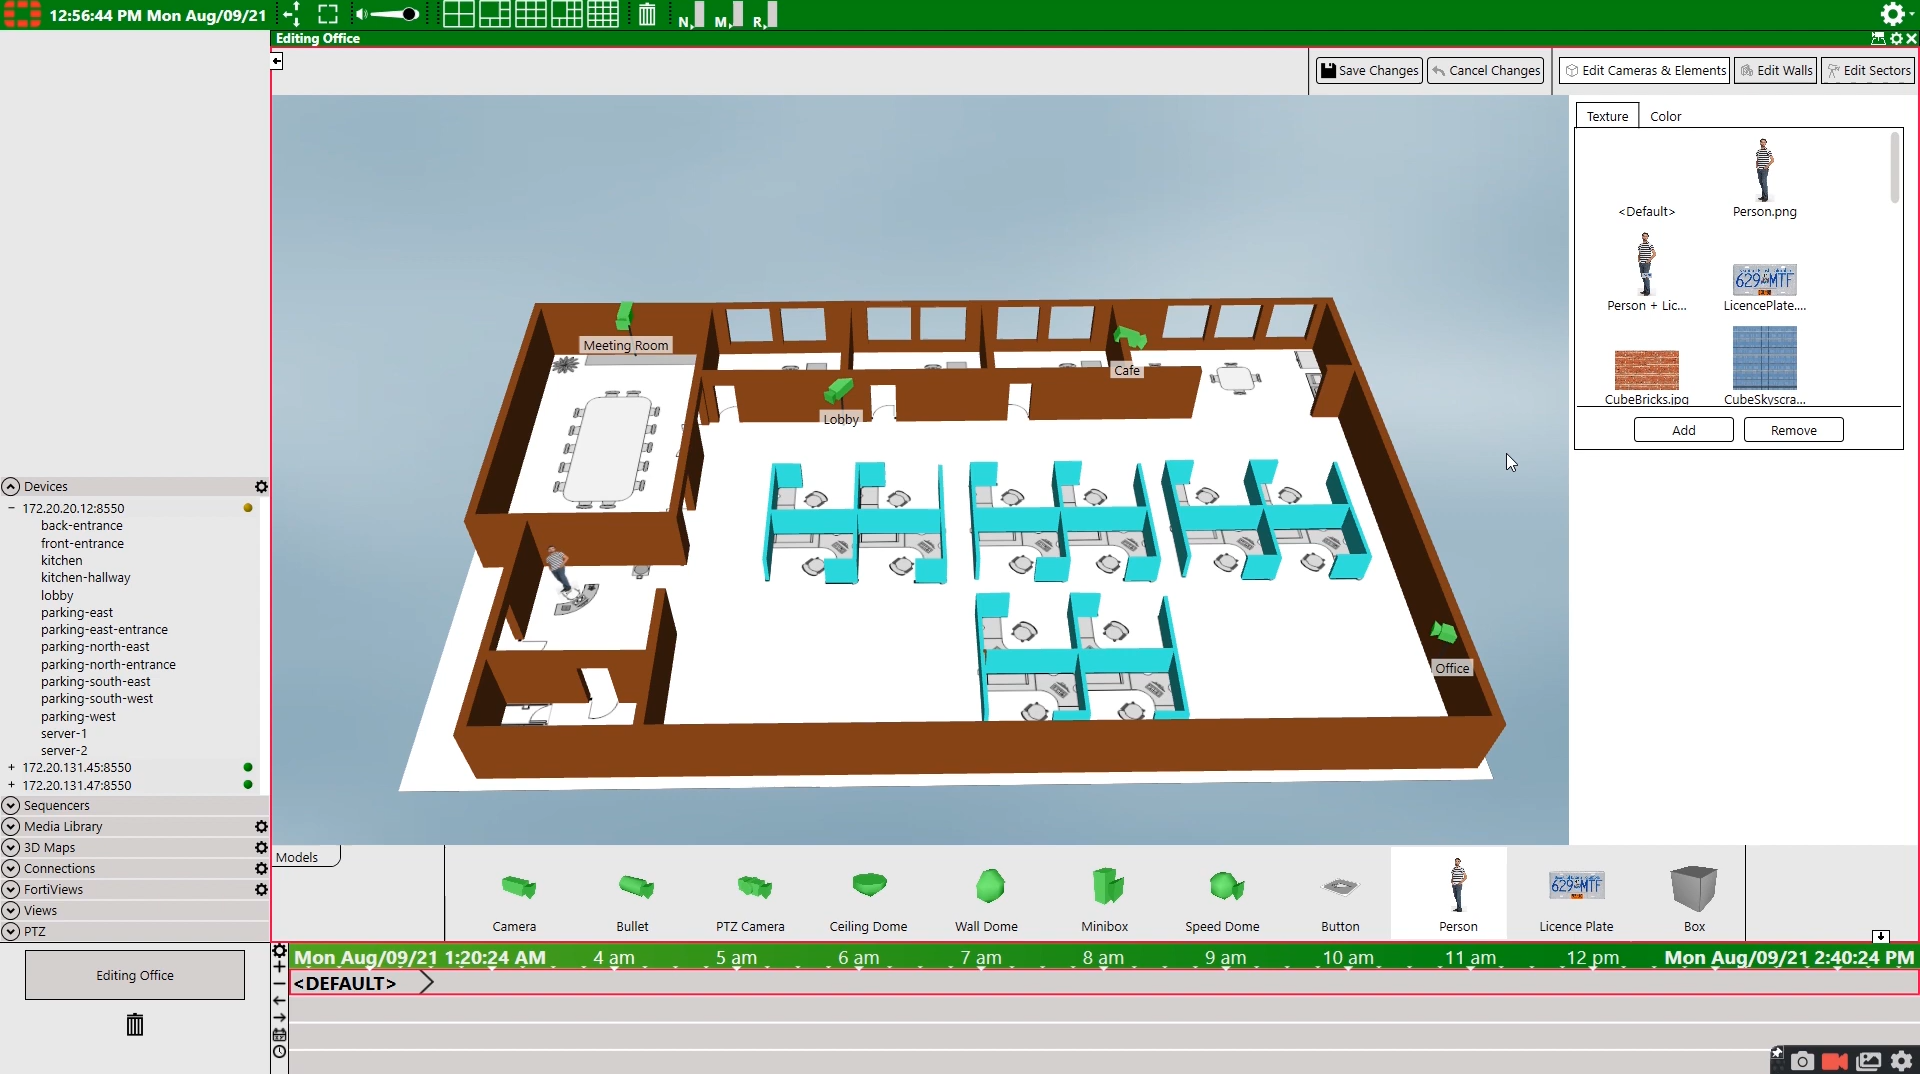 12:56:44 PM Mon Aug/09/21
N
M
R
Editing Office
Save Changes
Cancel Changes
Edit Cameras & Elements
Edit Walls
Edit Sectors
Texture
Color
<Default>
Person.png
629 MTF
Person + Lic...
LicencePlate....
CubeBricks.jpg
CubeSkyscra...
Add
Remove
Meeting Room
Cafe
Lobby
Office
Devices
172.20.20.12:8550
back-entrance
front-entrance
kitchen
kitchen-hallway
lobby
parking-east
parking-east-entrance
parking-north-east
parking-north-entrance
parking-south-east
parking-south-west
parking-west
server-1
server-2
172.20.131.45:8550
172.20.131.47:8550
Sequencers
Media Library
3D Maps
Connections
FortiViews
Views
PTZ
Models
629 MTF
Camera
Bullet
PTZ Camera
Ceiling Dome
Wall Dome
Minibox
Speed Dome
Button
Person
Licence Plate
Box
Editing Office
Mon Aug/09/21 1:20:24 AM
4 am
5 am
6 am
7 am
8 am
9 am
10 am
11 am
12 pm
Mon Aug/09/21 2:40:24 PM
<DEFAULT>